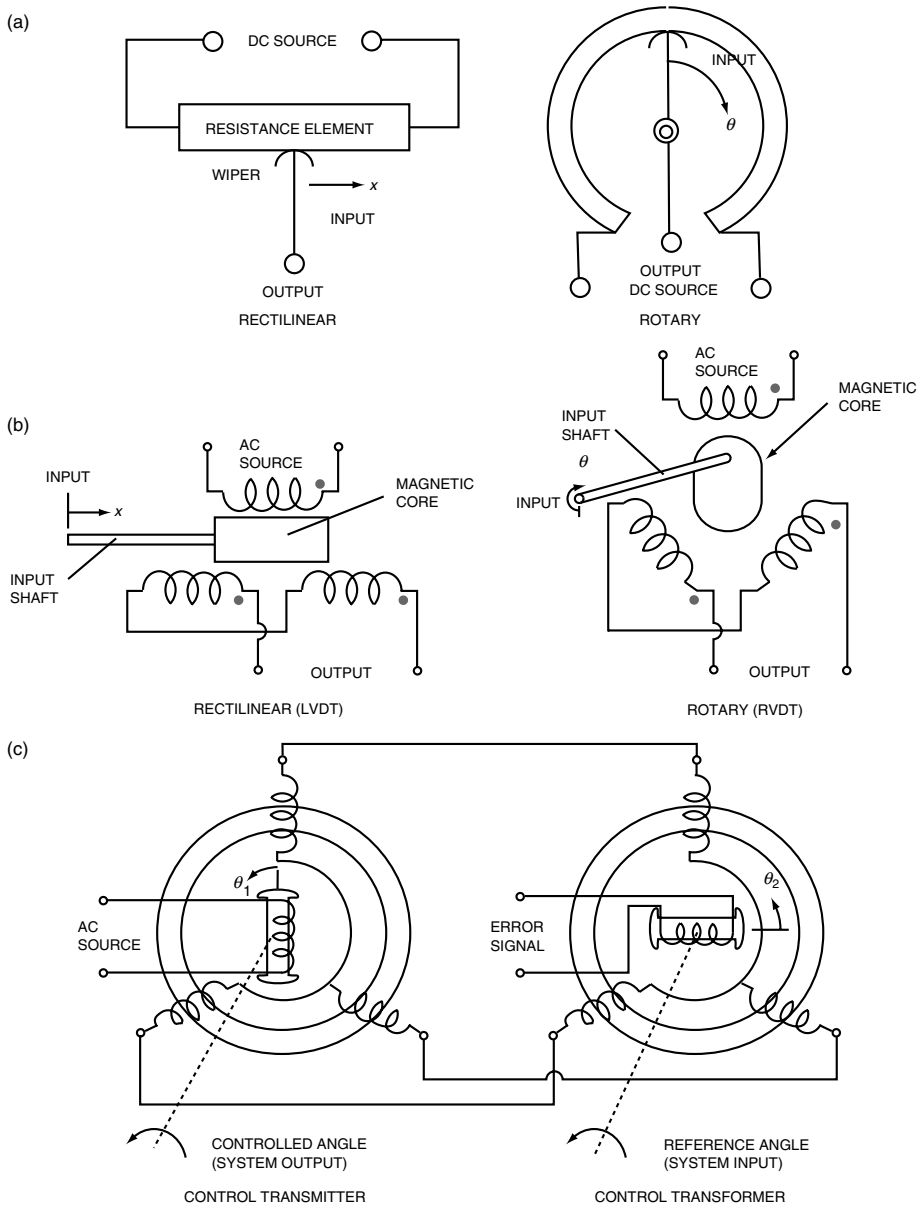 (a)
DC SOURCE
RESISTANCE ELEMENT
WIPER
x
INPUT
OUTPUT
RECTILINEAR
INPUT
θ
OUTPUT
DC SOURCE
ROTARY
(b)
AC
SOURCE
INPUT
x
MAGNETIC
CORE
INPUT
SHAFT
OUTPUT
RECTILINEAR (LVDT)
AC
SOURCE
MAGNETIC
CORE
INPUT
SHAFT
θ
INPUT
OUTPUT
ROTARY (RVDT)
(c)
θ1
AC
SOURCE
CONTROLLED ANGLE
(SYSTEM OUTPUT)
CONTROL TRANSMITTER
θ2
ERROR
SIGNAL
REFERENCE ANGLE
(SYSTEM INPUT)
CONTROL TRANSFORMER